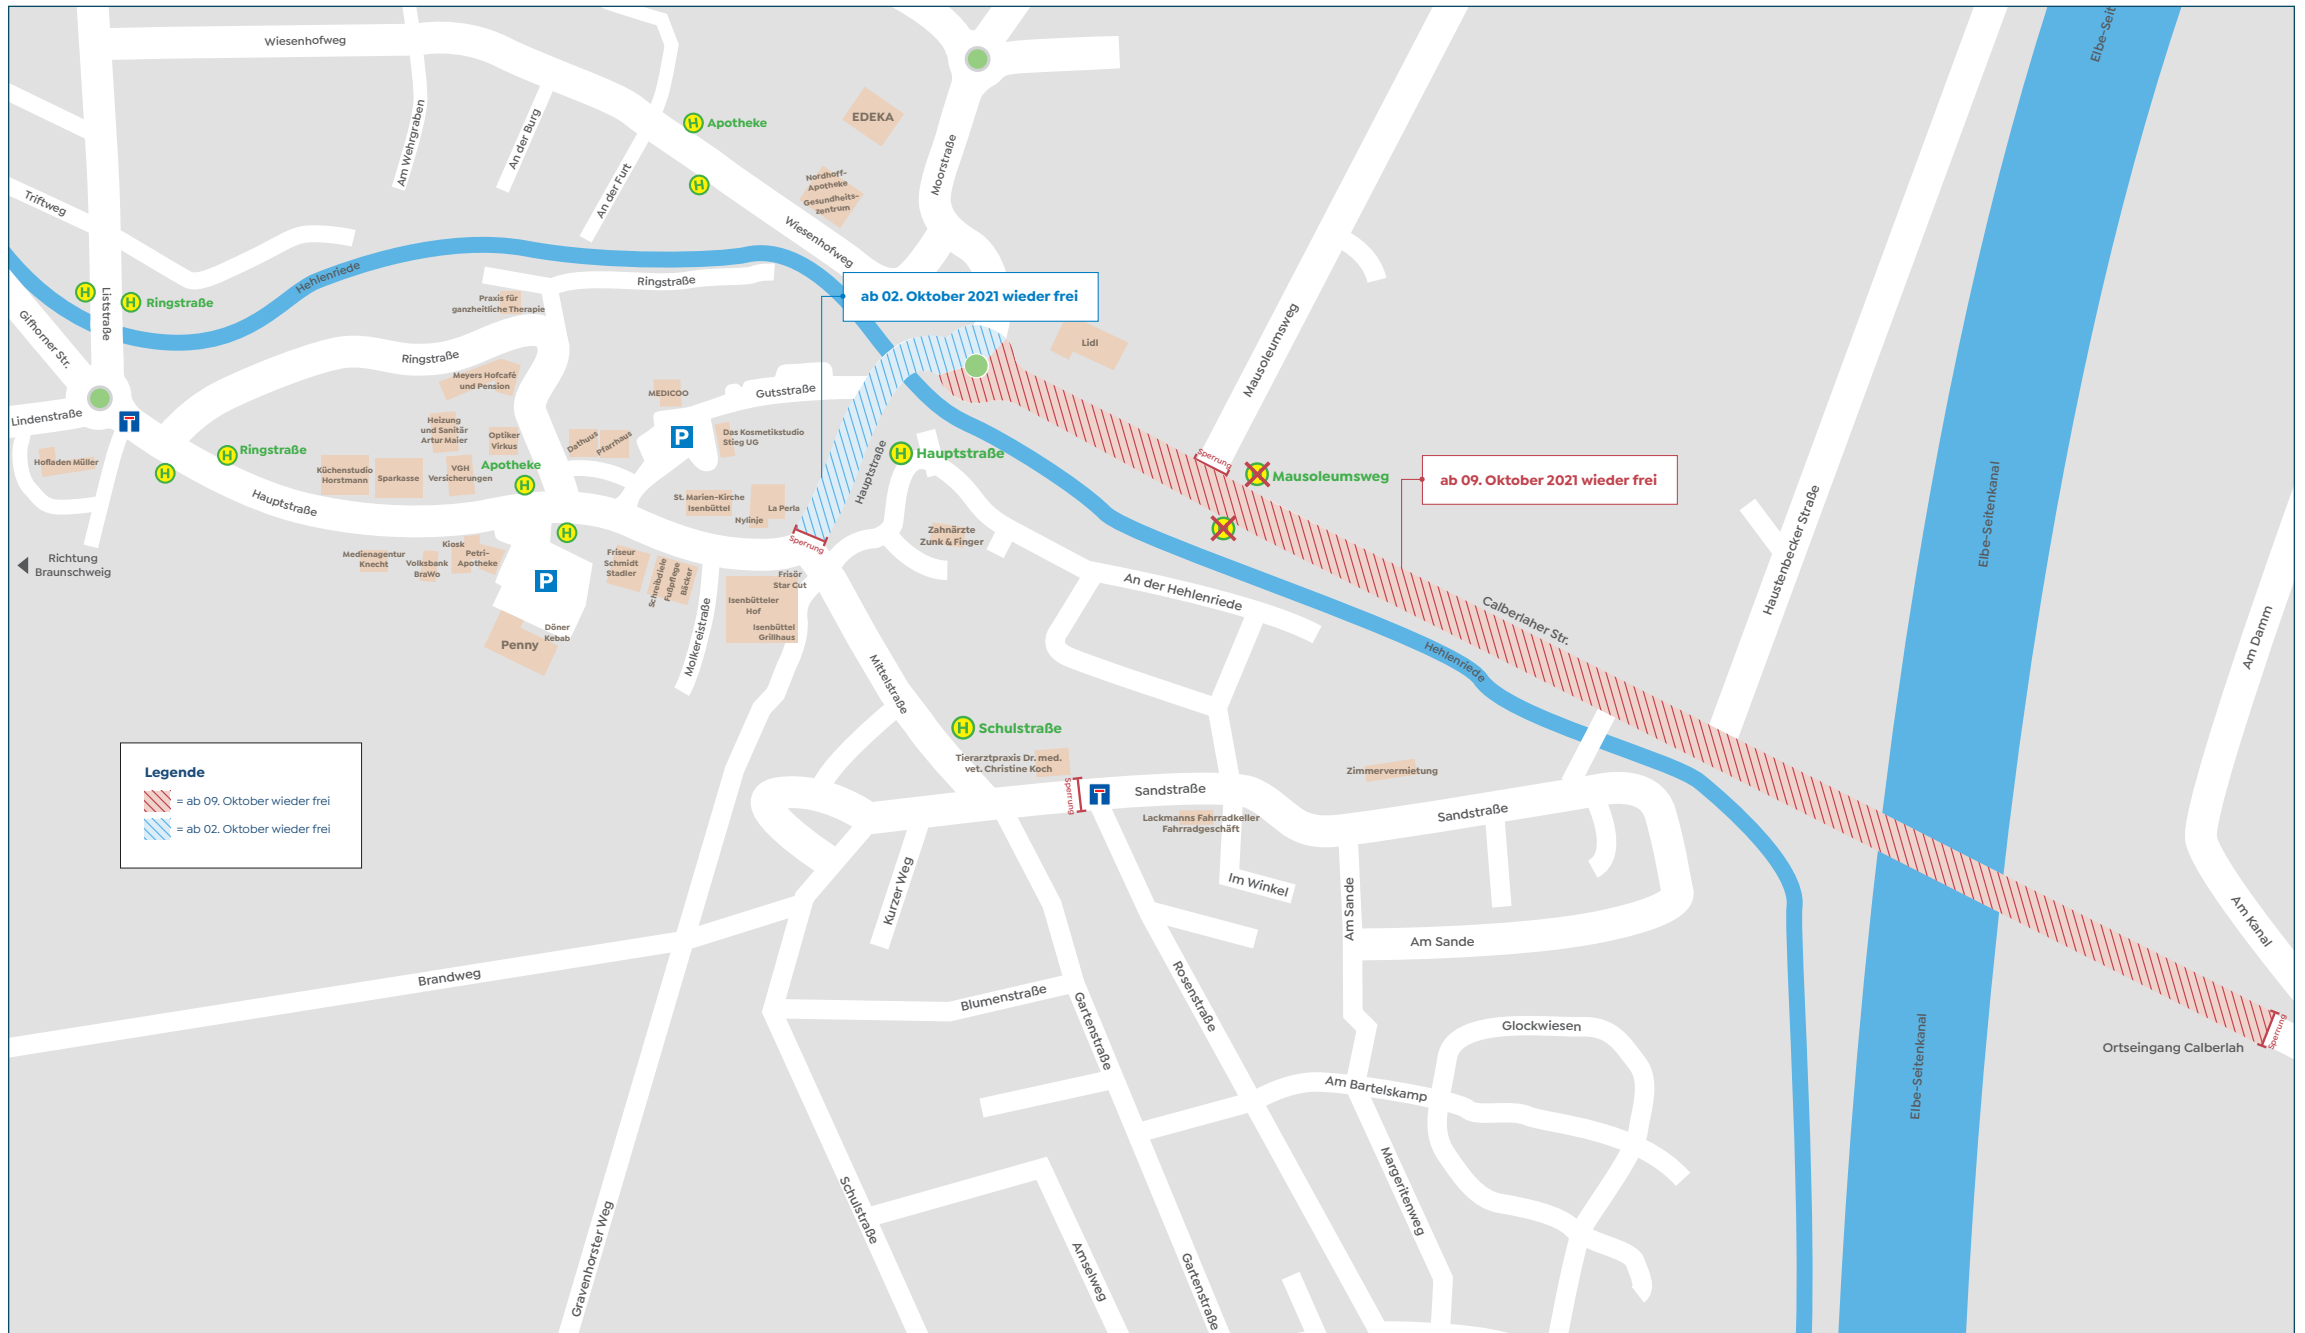 Wiesenhofweg
Elbe-Seit
Am Wehrgraben
An der Burg
An der Furt
H Apotheke
H
EDEKA
Nordhoff-
Apotheke
Gesundheits-
zentrum
Moorstraße
Wiesenhofweg
Triftweg
Hehlenriede
H
H Ringstraße
Liststraße
Gifhorner Str.
Lindenstraße
Ringstraße
Praxis für
ganzheitliche Therapie
Ringstraße
Meyers Hofcafé
und Pension
ab 02. Oktober 2021 wieder frei
Lidl
Mausoleumsweg
MEDICOO
Gutsstraße
Heizung
und Sanitär
Artur Maier
Optiker
Virkus
Dathuus
Pfarrhaus
P
Das Kosmetikstudio
Stieg UG
Hauptstraße
H Hauptstraße
Sperrung
H Mausoleumsweg
H
ab 09. Oktober 2021 wieder frei
Hofladen Müller
H
H Ringstraße
Küchenstudio
Horstmann
Sparkasse
VGH
Versicherungen
Apotheke
H
Hauptstraße
St. Marien-Kirche
Isenbüttel
Nylinje
La Perla
Sperrung
Zahnärzte
Zunk & Finger
H
Richtung
Braunschweig
Medienagentur
Knecht
Volksbank
BraWo
Kiosk
Petri-
Apotheke
P
Friseur
Schmidt
Stadler
Schreibdiele
Fußpflege
Bäcker
Frisör
Star Cut
Isenbütteler
Hof
Isenbüttel
Grillhaus
Döner
Kebab
Penny
Molkereistraße
Mittelstraße
An der Hehlenriede
Calberlaher Str.
Hehlenriede
Haustenbecker Straße
Elbe-Seitenkanal
Am Damm
Am Kanal
H Schulstraße
Tierarztpraxis Dr. med.
vet. Christine Koch
Sperrung
Sandstraße
Zimmervermietung
Lackmanns Fahrradkeller
Fahrradgeschäft
Sandstraße
Legende
= ab 09. Oktober wieder frei
= ab 02. Oktober wieder frei
Kurzer Weg
Im Winkel
Am Sande
Am Sande
Brandweg
Blumenstraße
Gartenstraße
Rosenstraße
Glockwiesen
Elbe-Seitenkanal
Ortseingang Calberlah
Sperrung
Am Bartelskamp
Margeritenweg
Schulstraße
Gravenhorster Weg
Amselweg
Gartenstraße